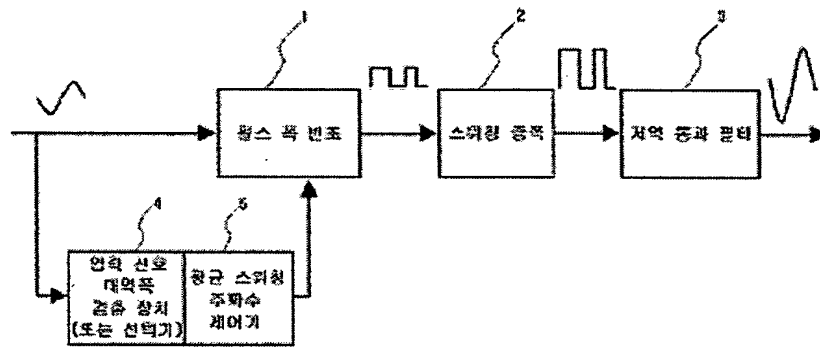 1
2
3
펄스 폭 변조
스위칭 증폭
저역 통과 필터
4
5
입력 신호
대역폭
검출 장치
(또는 선택기)
평균 스위칭
주파수
제어기